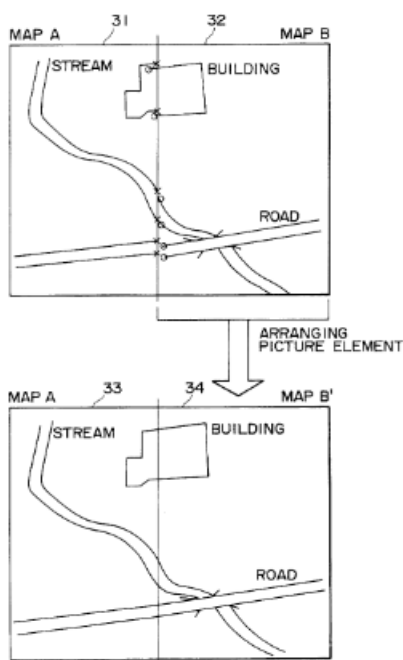 MAP A 31 32 MAP B
STREAM BUILDING
ROAD
ARRANGING
PICTURE ELEMENT
MAP A 33 34 MAP B'
STREAM BUILDING
ROAD